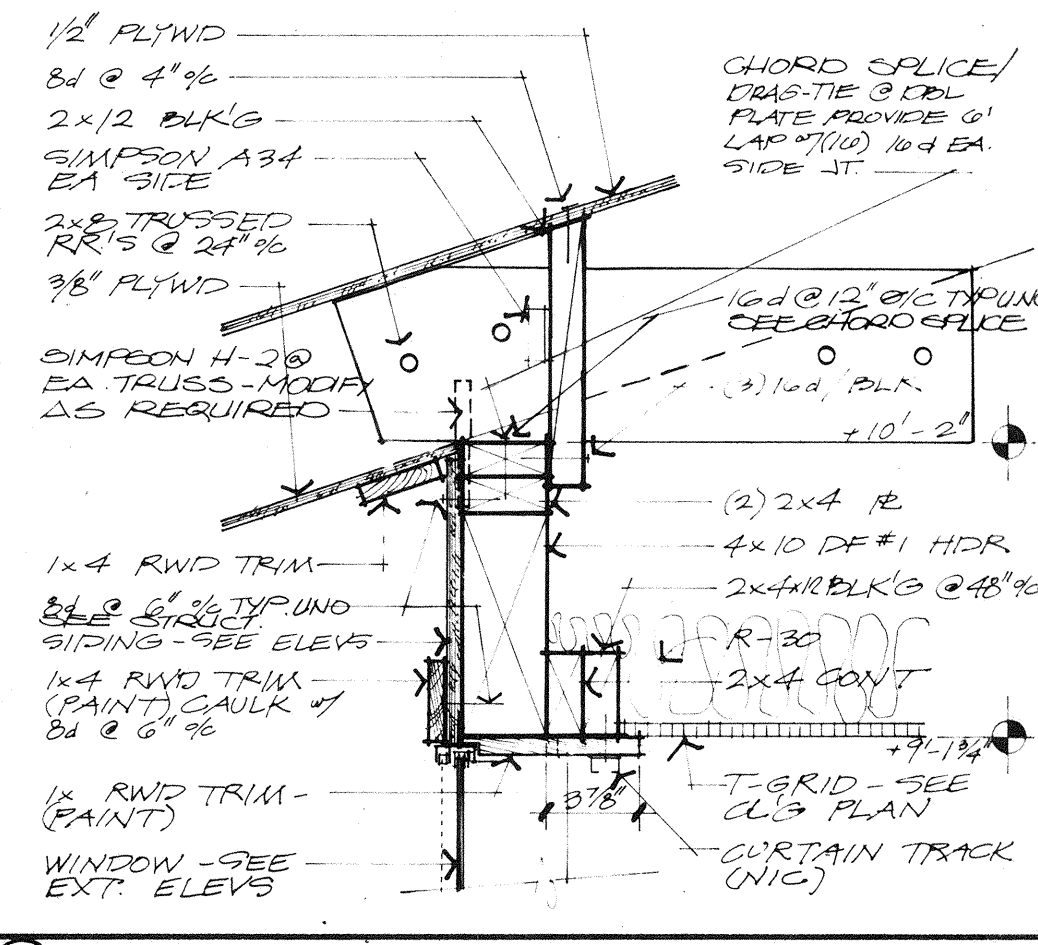 1/2" PLYWD
8d @ 4" o/c
2x12 BLK'G
SIMPSON A34
EA SIDE
2x8 TRUSSED
RR'S @ 24" o/c
3/8" PLYWD
SIMPSON H-2 @
EA. TRUSS - MODIFY
AS REQUIRED
1x4 RWD TRIM
8d @ 6" o/c TYP. UNO
SEE STRUCT.
SIDING - SEE ELEVS
1x4 RWD TRIM
(PAINT) CAULK w/
8d @ 6" o/c
1x RWD TRIM -
(PAINT)
WINDOW - SEE
EXT. ELEVS
CHORD SPLICE/
DRAG-TIE @ DBL
PLATE PROVIDE 6'
LAP w/(16) 16d EA.
SIDE JT.
16d @ 12" O/C TYP UNO
SEE CHORD SPLICE
(3) 16d / BLK.
+10'-2"
(2) 2x4 PL
4x10 DF #1 HDR
2x4x12 BLK'G @ 48" o/c
R-30
2x4 CONT
+9'-1 3/4"
T-GRID - SEE
CL'G PLAN
3 7/8"
CURTAIN TRACK
(NIC)